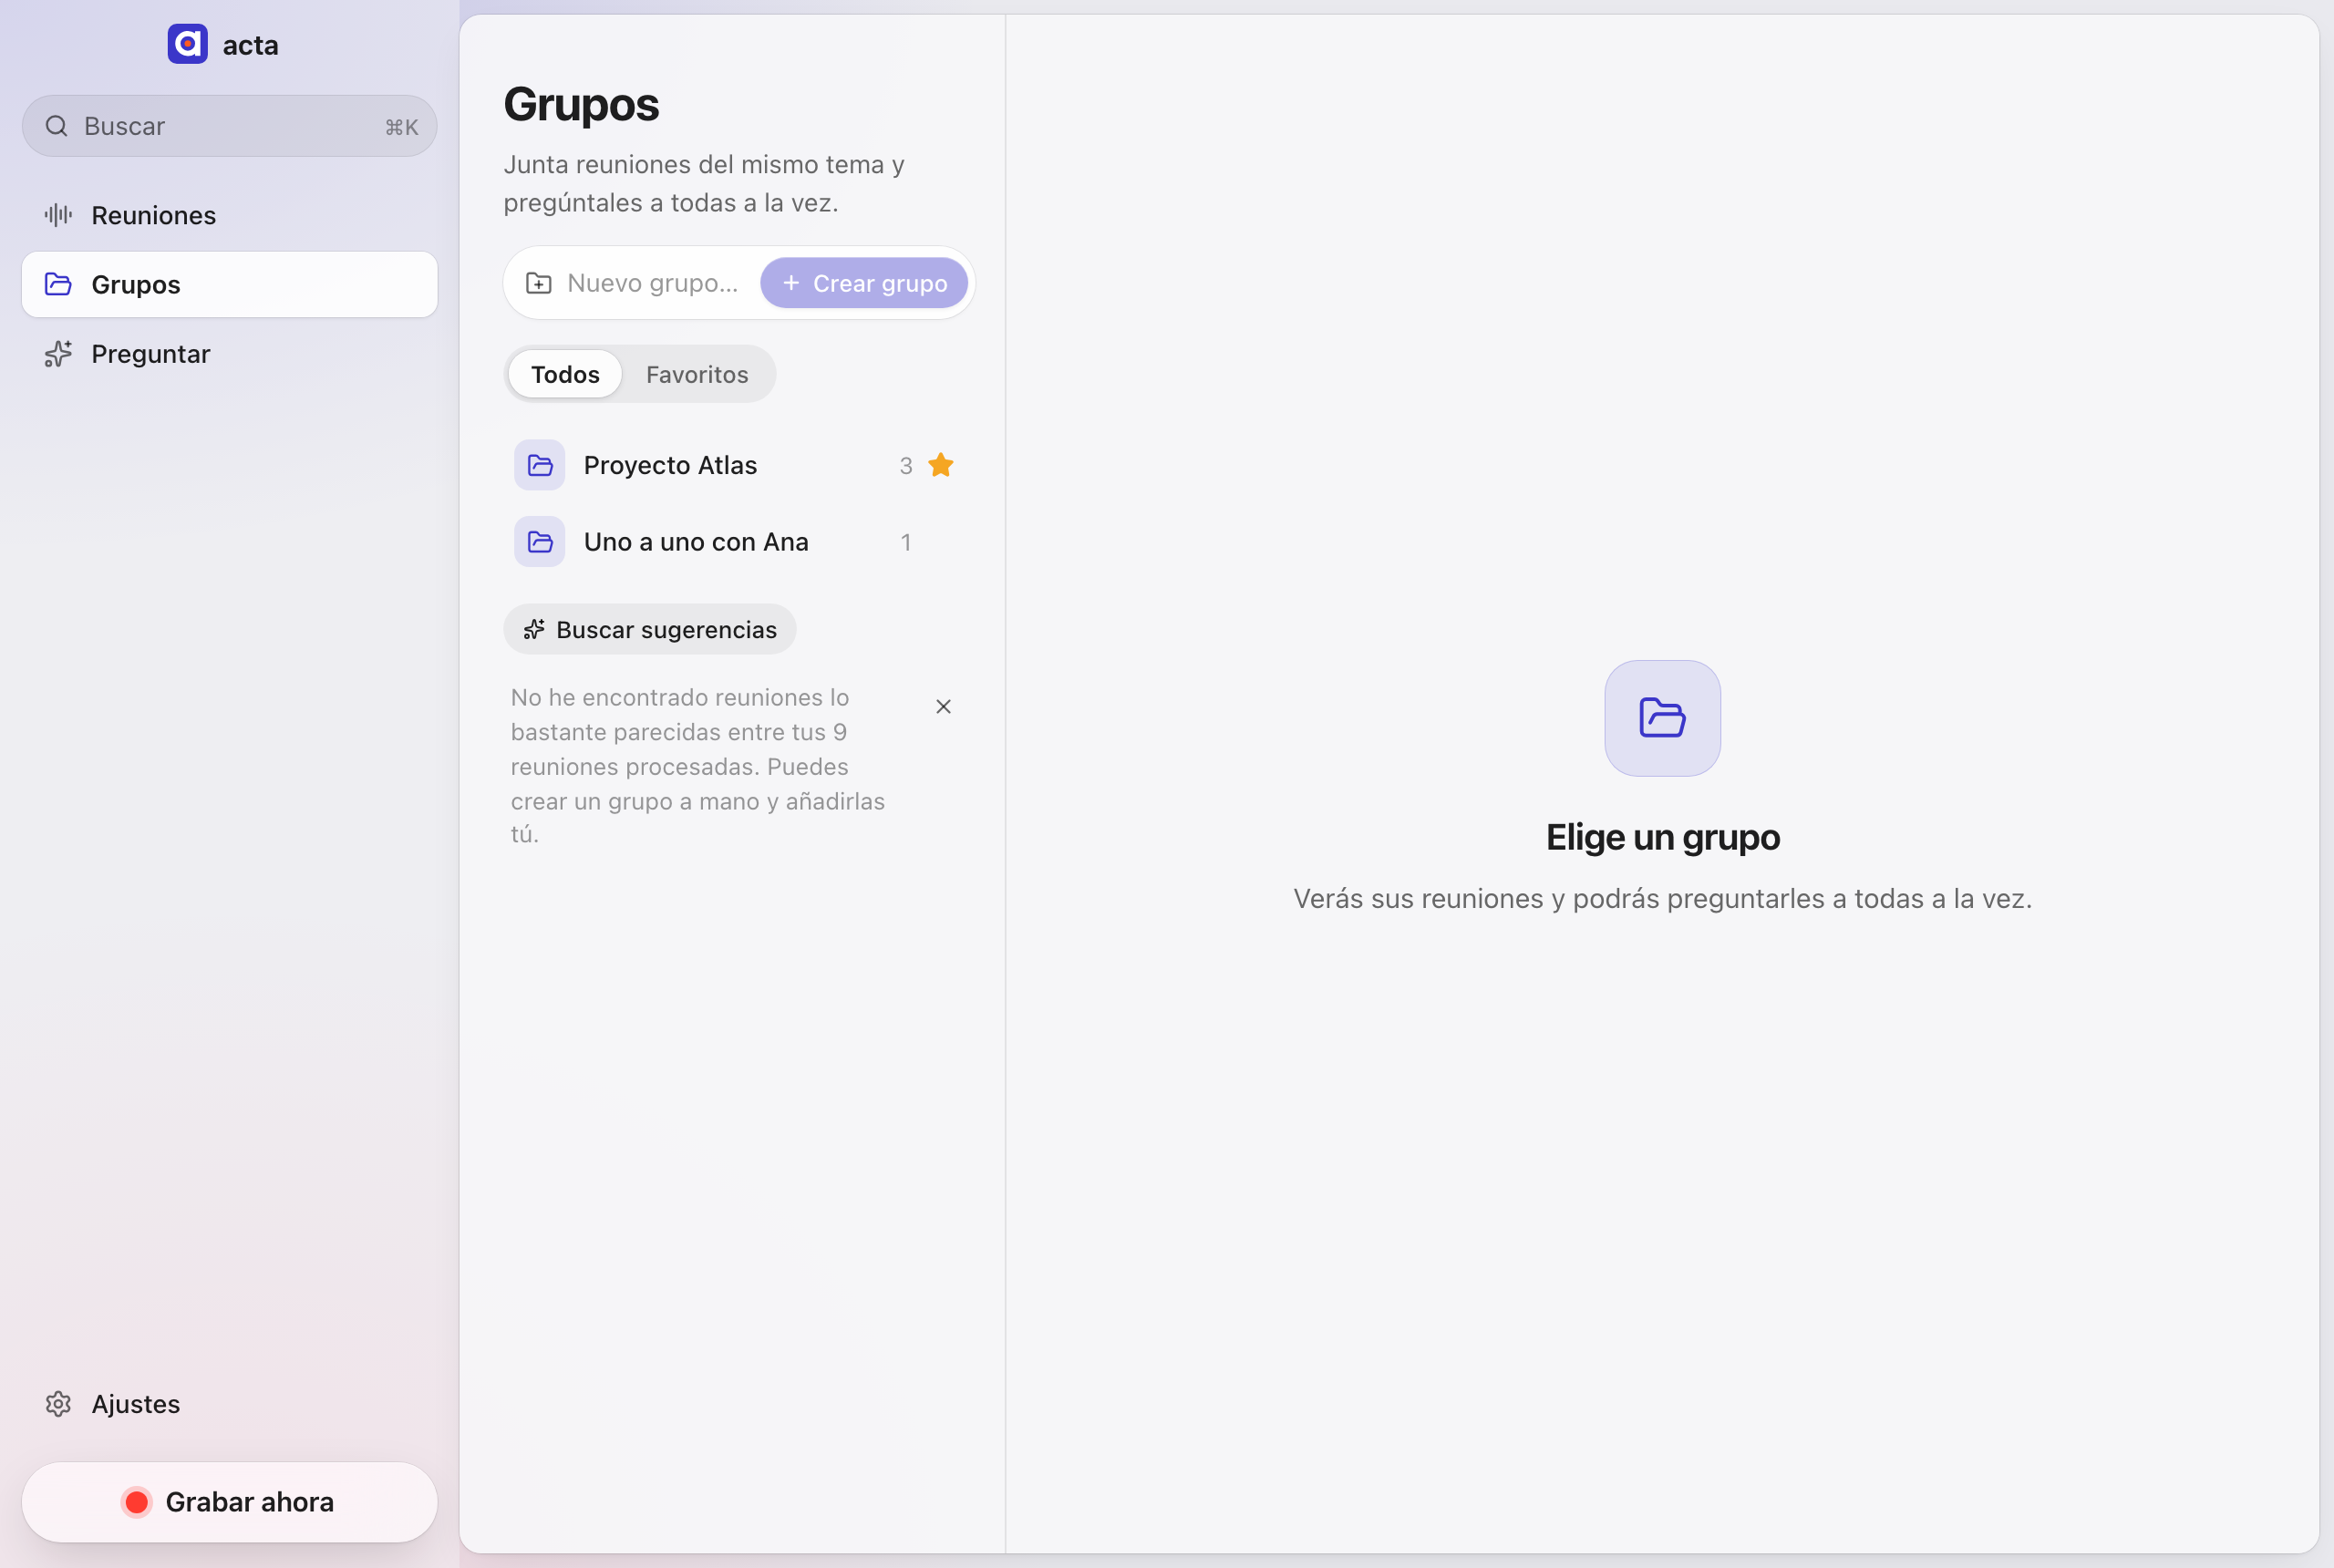 acta
Buscar ⌘K
Reuniones
Grupos
Preguntar
Ajustes
Grabar ahora
Grupos
Junta reuniones del mismo tema y
pregúntales a todas a la vez.
Nuevo grupo... + Crear grupo
Todos Favoritos
Proyecto Atlas 3
Uno a uno con Ana 1
Buscar sugerencias
No he encontrado reuniones lo
bastante parecidas entre tus 9
reuniones procesadas. Puedes
crear un grupo a mano y añadirlas
tú.
Elige un grupo
Verás sus reuniones y podrás preguntarles a todas a la vez.